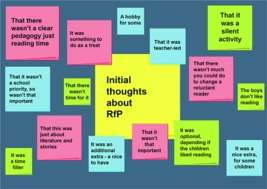 That there
wasn't a clear
pedagogy just
reading time
It was
something to
do as a treat
A hobby
for some
That it was
teacher-led
That it
was a
silent
activity
That it wasn't
a school
priority, so
wasn't that
important
That there
wasn't
time for it
Initial
thoughts
about
RfP
That there
wasn't much
you could do
to change a
reluctant
reader
The boys
don't like
reading
It was a
time
filler
That this was
just about
literature and
stories
It was an
additional
extra - a nice
to have
That it
wasn't
that
important
It was
optional,
depending if
the children
liked reading
It was a
nice extra,
for some
children